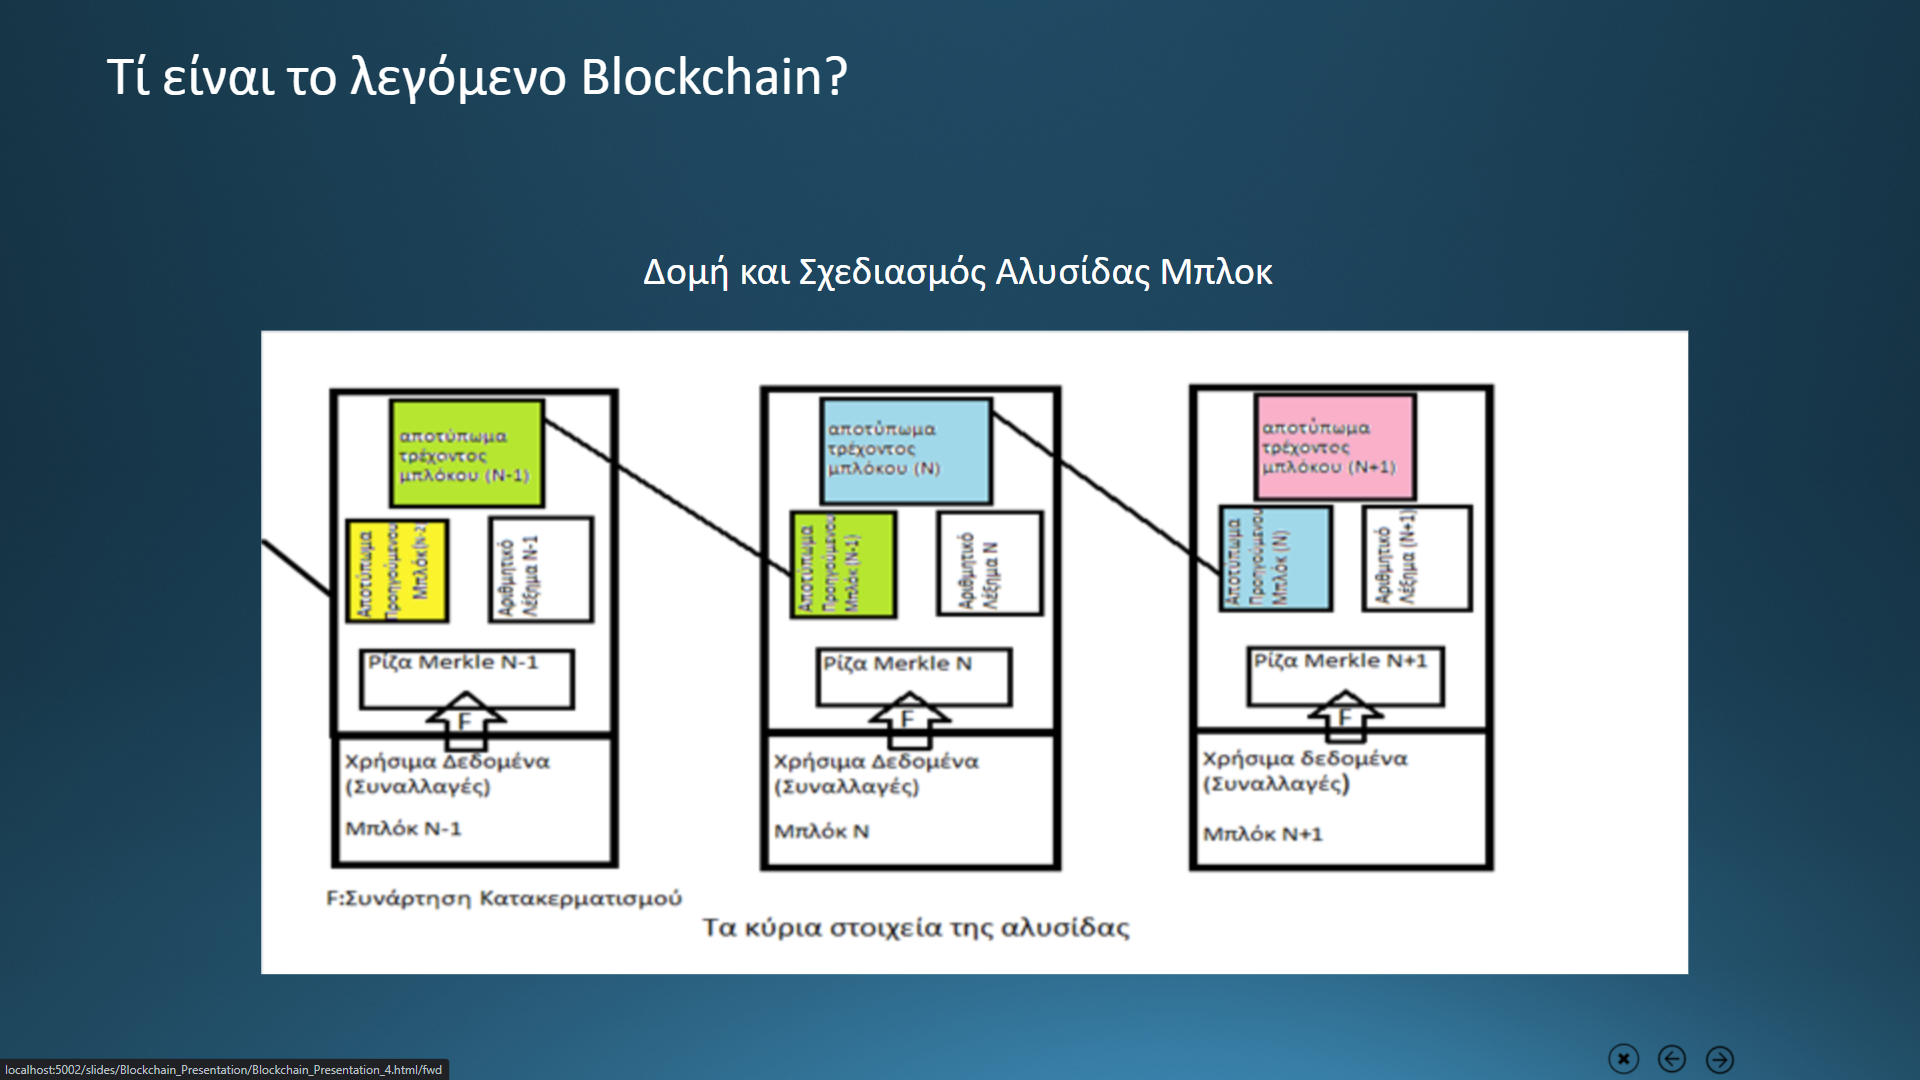 Τί είναι το λεγόμενο Blockchain?
Δομή και Σχεδιασμός Αλυσίδας Μπλοκ
αποτύπωμα
τρέχοντος
μπλόκου (N-1)
Αποτύπωμα
Προηγούμενου
Μπλόκ(N-2)
Αριθμητικό
Λέξημα N-1
Ρίζα Merkle N-1
F
Χρήσιμα Δεδομένα
(Συναλλαγές)
Μπλόκ N-1
αποτύπωμα
τρέχοντος
μπλόκου (N)
Αποτύπωμα
Προηγούμενου
Μπλόκ (N-1)
Αριθμητικό
Λέξημα N
Ρίζα Merkle N
F
Χρήσιμα Δεδομένα
(Συναλλαγές)
Μπλόκ N
αποτύπωμα
τρέχοντος
μπλόκου (N+1)
Αποτύπωμα
Προηγούμενου
Μπλόκ (N)
Αριθμητικό
Λέξημα (N+1)
Ρίζα Merkle N+1
F
Χρήσιμα δεδομένα
(Συναλλαγές)
Μπλόκ N+1
F:Συνάρτηση Κατακερματισμού
Τα κύρια στοιχεία της αλυσίδας
localhost:5002/slides/Blockchain_Presentation/Blockchain_Presentation_4.html/fwd